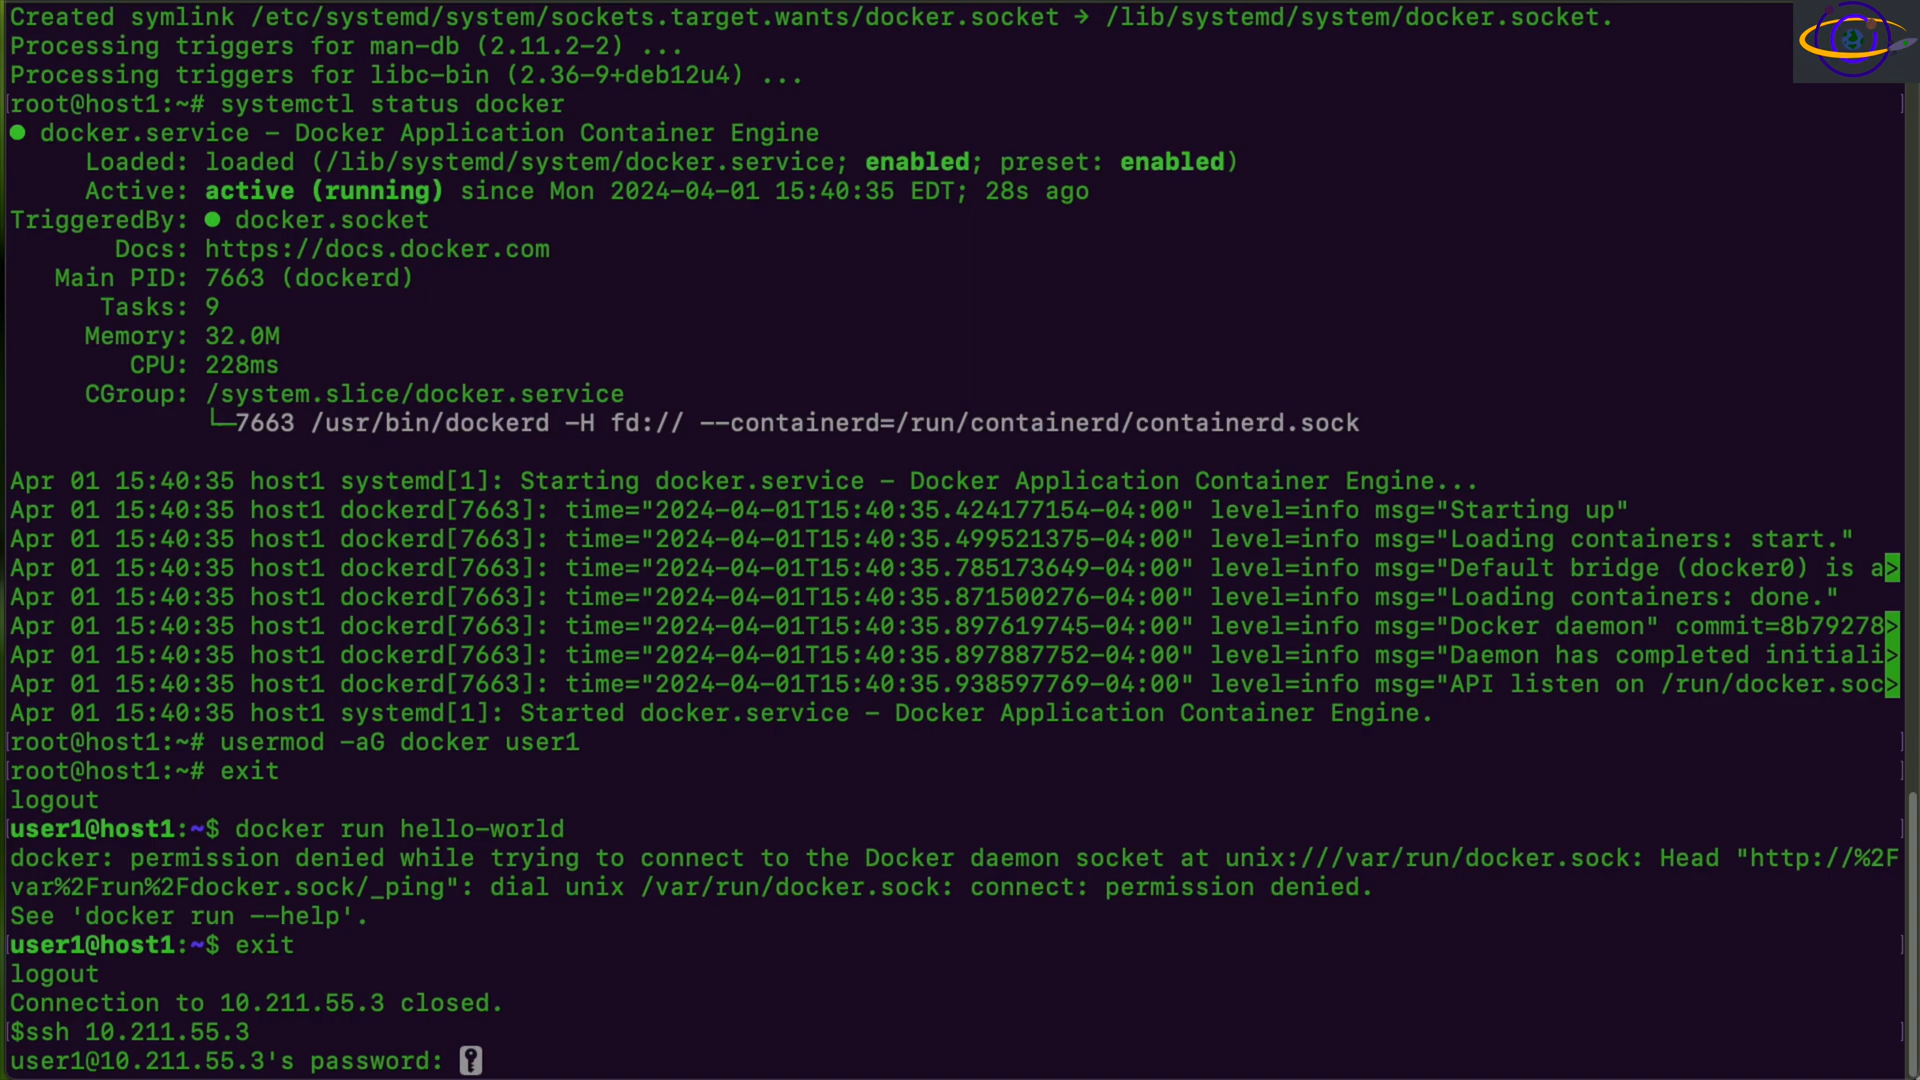 Created symlink /etc/systemd/system/sockets.target.wants/docker.socket → /lib/systemd/system/docker.socket.
Processing triggers for man-db (2.11.2-2) ...
Processing triggers for libc-bin (2.36-9+deb12u4) ...
[root@host1:~# systemctl status docker ]
● docker.service - Docker Application Container Engine
Loaded: loaded (/lib/systemd/system/docker.service; enabled; preset: enabled)
Active: active (running) since Mon 2024-04-01 15:40:35 EDT; 28s ago
TriggeredBy: ● docker.socket
Docs: https://docs.docker.com
Main PID: 7663 (dockerd)
Tasks: 9
Memory: 32.0M
CPU: 228ms
CGroup: /system.slice/docker.service
└─7663 /usr/bin/dockerd -H fd:// --containerd=/run/containerd/containerd.sock
Apr 01 15:40:35 host1 systemd[1]: Starting docker.service - Docker Application Container Engine...
Apr 01 15:40:35 host1 dockerd[7663]: time="2024-04-01T15:40:35.424177154-04:00" level=info msg="Starting up"
Apr 01 15:40:35 host1 dockerd[7663]: time="2024-04-01T15:40:35.499521375-04:00" level=info msg="Loading containers: start."
Apr 01 15:40:35 host1 dockerd[7663]: time="2024-04-01T15:40:35.785173649-04:00" level=info msg="Default bridge (docker0) is a>
Apr 01 15:40:35 host1 dockerd[7663]: time="2024-04-01T15:40:35.871500276-04:00" level=info msg="Loading containers: done."
Apr 01 15:40:35 host1 dockerd[7663]: time="2024-04-01T15:40:35.897619745-04:00" level=info msg="Docker daemon" commit=8b79278>
Apr 01 15:40:35 host1 dockerd[7663]: time="2024-04-01T15:40:35.897887752-04:00" level=info msg="Daemon has completed initiali>
Apr 01 15:40:35 host1 dockerd[7663]: time="2024-04-01T15:40:35.938597769-04:00" level=info msg="API listen on /run/docker.soc>
Apr 01 15:40:35 host1 systemd[1]: Started docker.service - Docker Application Container Engine.
[root@host1:~# usermod -aG docker user1 ]
[root@host1:~# exit ]
logout
[user1@host1:~$ docker run hello-world ]
docker: permission denied while trying to connect to the Docker daemon socket at unix:///var/run/docker.sock: Head "http://%2F
var%2Frun%2Fdocker.sock/_ping": dial unix /var/run/docker.sock: connect: permission denied.
See 'docker run --help'.
[user1@host1:~$ exit ]
logout
Connection to 10.211.55.3 closed.
[$ssh 10.211.55.3 ]
user1@10.211.55.3's password: